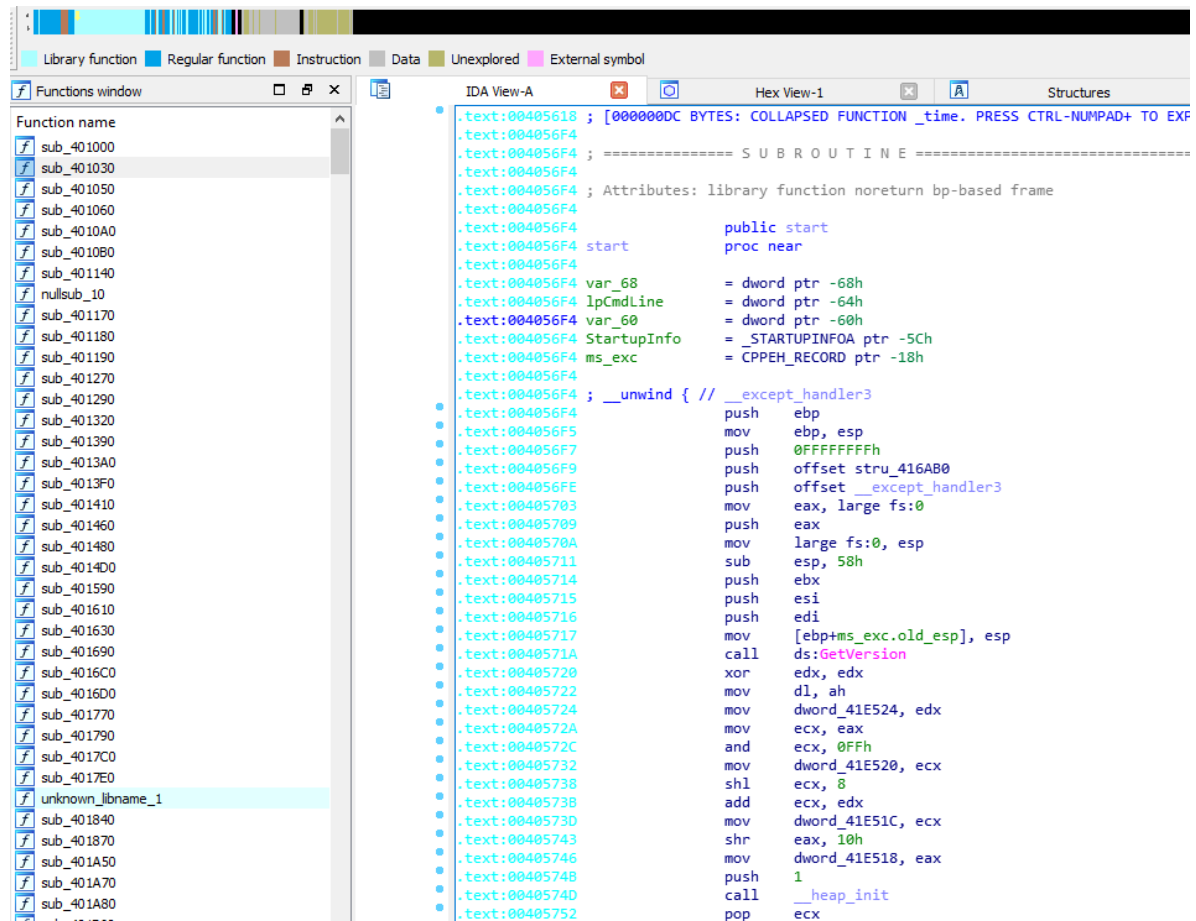 Library function Regular function Instruction Data Unexplored External symbol
Functions window
IDA View-A Hex View-1 Structures
Function name
sub_401000
sub_401030
sub_401050
sub_401060
sub_4010A0
sub_4010B0
sub_401140
nullsub_10
sub_401170
sub_401180
sub_401190
sub_401270
sub_401290
sub_401320
sub_401390
sub_4013A0
sub_4013F0
sub_401410
sub_401460
sub_401480
sub_4014D0
sub_401590
sub_401610
sub_401630
sub_401690
sub_4016C0
sub_4016D0
sub_401770
sub_401790
sub_4017C0
sub_4017E0
unknown_libname_1
sub_401840
sub_401870
sub_401A50
sub_401A70
sub_401A80
.text:00405618 ; [000000DC BYTES: COLLAPSED FUNCTION _time. PRESS CTRL-NUMPAD+ TO EXP
.text:004056F4
.text:004056F4 ; =============== S U B R O U T I N E ================================
.text:004056F4
.text:004056F4 ; Attributes: library function noreturn bp-based frame
.text:004056F4
.text:004056F4 public start
.text:004056F4 start proc near
.text:004056F4
.text:004056F4 var_68 = dword ptr -68h
.text:004056F4 lpCmdLine = dword ptr -64h
.text:004056F4 var_60 = dword ptr -60h
.text:004056F4 StartupInfo = _STARTUPINFOA ptr -5Ch
.text:004056F4 ms_exc = CPPEH_RECORD ptr -18h
.text:004056F4
.text:004056F4 ; __unwind { // __except_handler3
.text:004056F4 push ebp
.text:004056F5 mov ebp, esp
.text:004056F7 push 0FFFFFFFFh
.text:004056F9 push offset stru_416AB0
.text:004056FE push offset __except_handler3
.text:00405703 mov eax, large fs:0
.text:00405709 push eax
.text:0040570A mov large fs:0, esp
.text:00405711 sub esp, 58h
.text:00405714 push ebx
.text:00405715 push esi
.text:00405716 push edi
.text:00405717 mov [ebp+ms_exc.old_esp], esp
.text:0040571A call ds:GetVersion
.text:00405720 xor edx, edx
.text:00405722 mov dl, ah
.text:00405724 mov dword_41E524, edx
.text:0040572A mov ecx, eax
.text:0040572C and ecx, 0FFh
.text:00405732 mov dword_41E520, ecx
.text:00405738 shl ecx, 8
.text:0040573B add ecx, edx
.text:0040573D mov dword_41E51C, ecx
.text:00405743 shr eax, 10h
.text:00405746 mov dword_41E518, eax
.text:0040574B push 1
.text:0040574D call __heap_init
.text:00405752 pop ecx